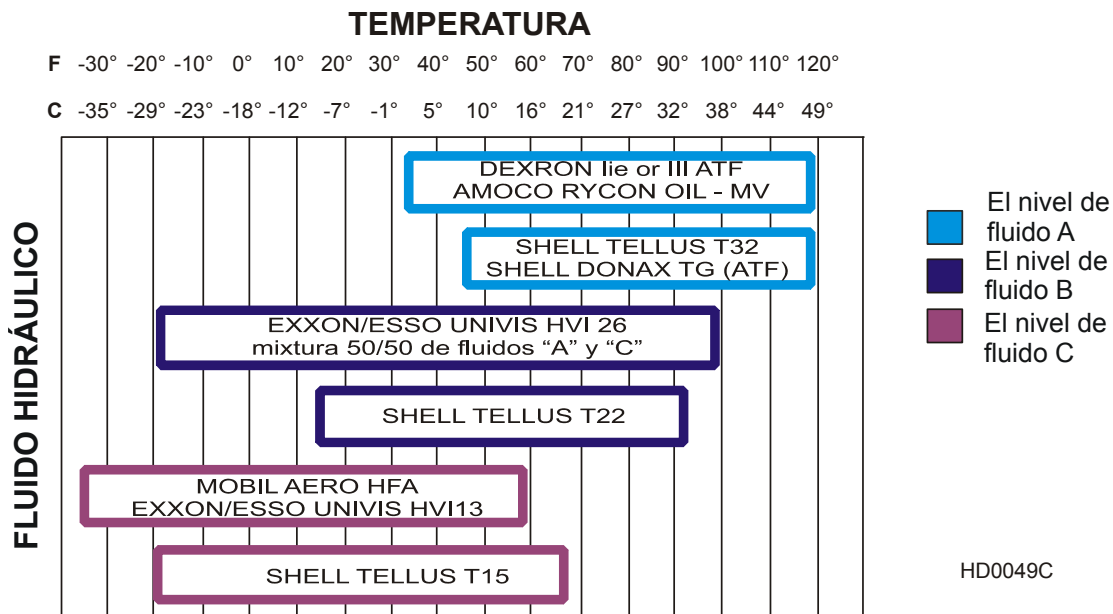 TEMPERATURA
F -30° -20° -10° 0° 10° 20° 30° 40° 50° 60° 70° 80° 90° 100° 110° 120°
C -35° -29° -23° -18° -12° -7° -1° 5° 10° 16° 21° 27° 32° 38° 44° 49°
FLUIDO HIDRÁULICO
DEXRON Iie or III ATF
AMOCO RYCON OIL - MV
SHELL TELLUS T32
SHELL DONAX TG (ATF)
EXXON/ESSO UNIVIS HVI 26
mixtura 50/50 de fluidos “A” y “C”
SHELL TELLUS T22
MOBIL AERO HFA
EXXON/ESSO UNIVIS HVI13
SHELL TELLUS T15
El nivel de
fluido A
El nivel de
fluido B
El nivel de
fluido C
HD0049C